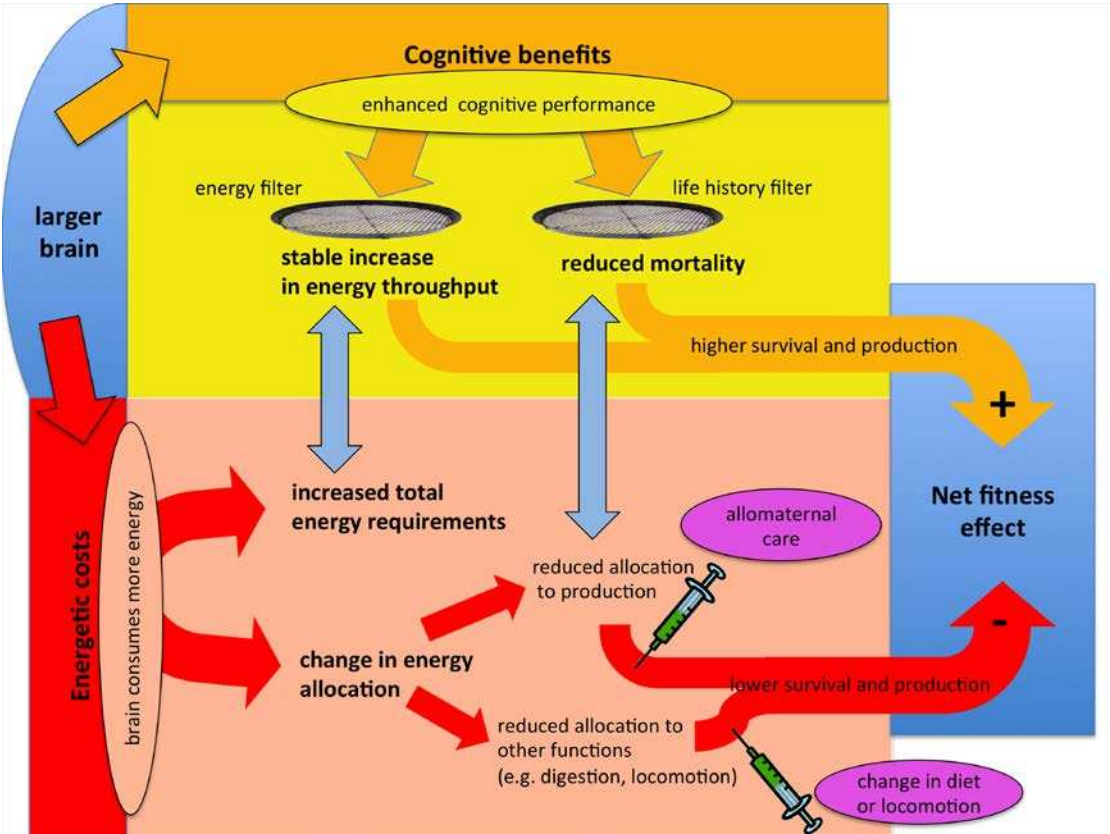 Cognitive benefits
enhanced cognitive performance
energy filter
life history filter
larger
brain
stable increase
in energy throughput
reduced mortality
higher survival and production
+
Energetic costs
brain consumes more energy
increased total
energy requirements
Net fitness
effect
allomaternal
care
reduced allocation
to production
-
change in energy
allocation
lower survival and production
reduced allocation to
other functions
(e.g. digestion, locomotion)
change in diet
or locomotion